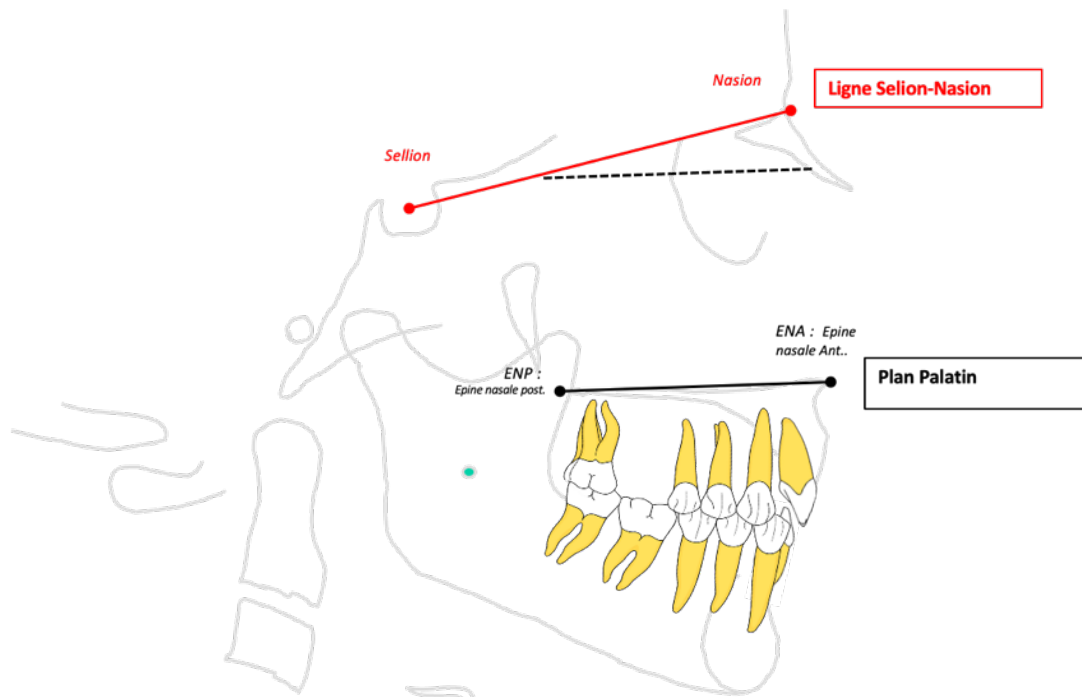 Nasion
Ligne Selion-Nasion
Sellion
ENA : Epine
nasale Ant..
ENP :
Epine nasale post.
Plan Palatin